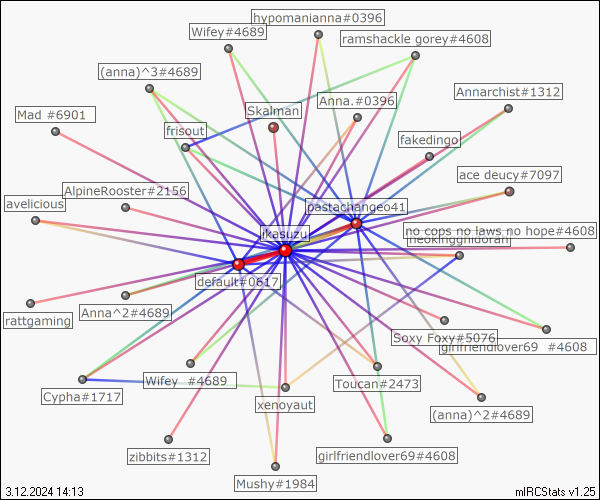 hypomanianna#0396
Wifey#4689
ramshackle gorey#4608
(anna)^3#4689
Annarchist#1312
Skalman
Anna.#0396
Mad #6901
frisout
fakedingo
ace deucy#7097
AlpineRooster#2156
avelicious
pastachangeo41
no cops no laws no hope#4608
jkasuzu
neokingghidorah
default#0617
rattgaming
Anna^2#4689
Soxy Foxy#5076
girlfriendlover69 #4608
Wifey #4689
Toucan#2473
Cypha#1717
xenoyaut
(anna)^2#4689
zibbits#1312
girlfriendlover69#4608
Mushy#1984
3.12.2024 14:13
mIRCStats v1.25